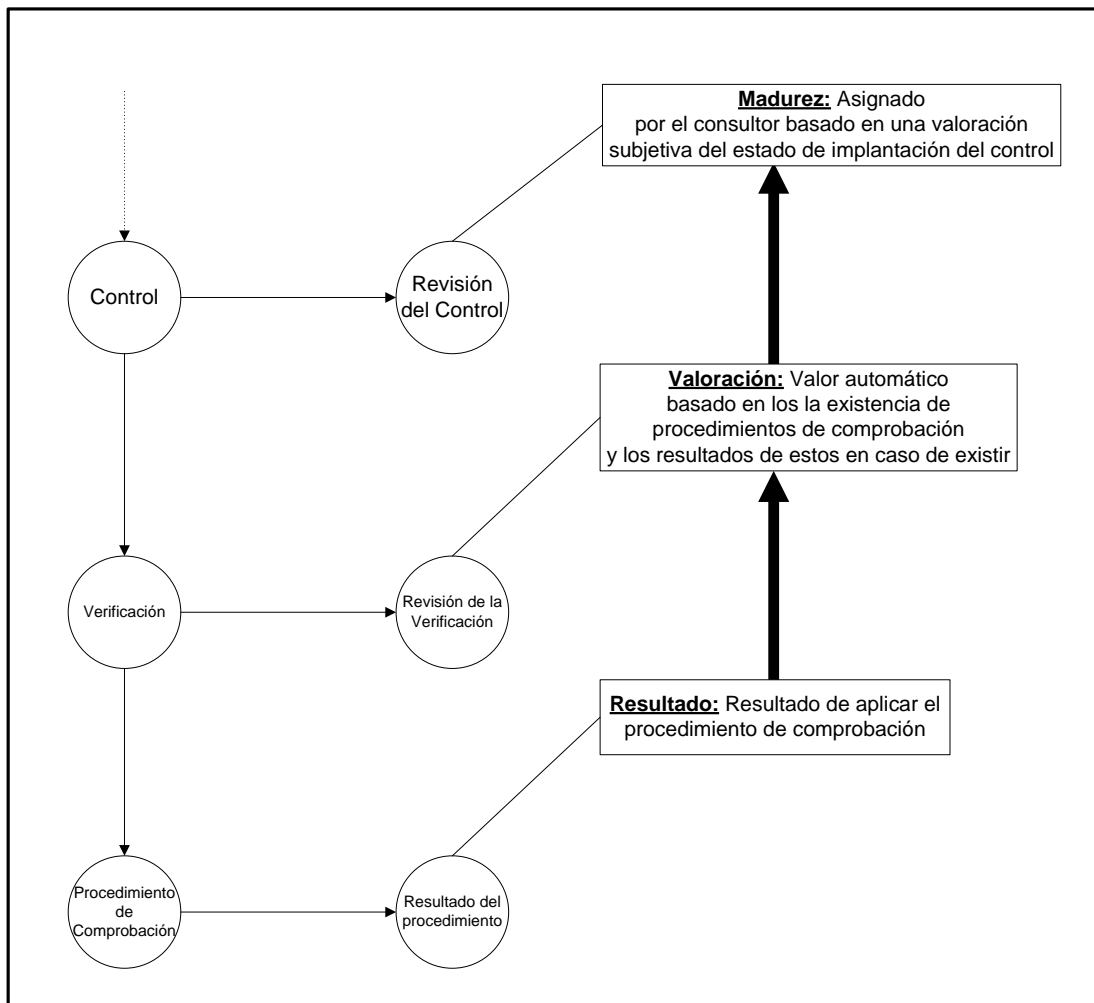 Madurez: Asignado
por el consultor basado en una valoración
subjetiva del estado de implantación del control
Control
Revisión
del Control
Valoración: Valor automático
basado en los la existencia de
procedimientos de comprobación
y los resultados de estos en caso de existir
Verificación
Revisión de la
Verificación
Resultado: Resultado de aplicar el
procedimiento de comprobación
Procedimiento
de
Comprobación
Resultado del
procedimiento